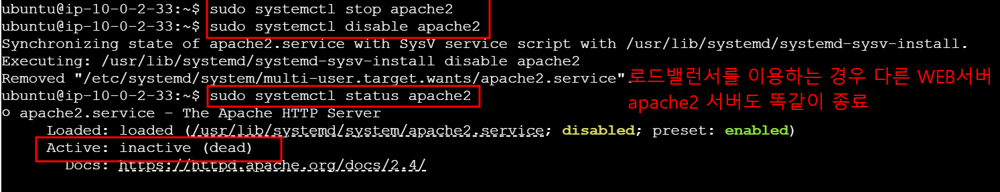 ubuntu@ip-10-0-2-33:~$ sudo systemctl stop apache2
ubuntu@ip-10-0-2-33:~$ sudo systemctl disable apache2
Synchronizing state of apache2.service with SysV service script with /usr/lib/systemd/systemd-sysv-install.
Executing: /usr/lib/systemd/systemd-sysv-install disable apache2
Removed "/etc/systemd/system/multi-user.target.wants/apache2.service".
로드밸런서를 이용하는 경우 다른 WEB서버
apache2 서버도 똑같이 종료
ubuntu@ip-10-0-2-33:~$ sudo systemctl status apache2
○ apache2.service - The Apache HTTP Server
Loaded: loaded (/usr/lib/systemd/system/apache2.service; disabled; preset: enabled)
Active: inactive (dead)
Docs: https://httpd.apache.org/docs/2.4/